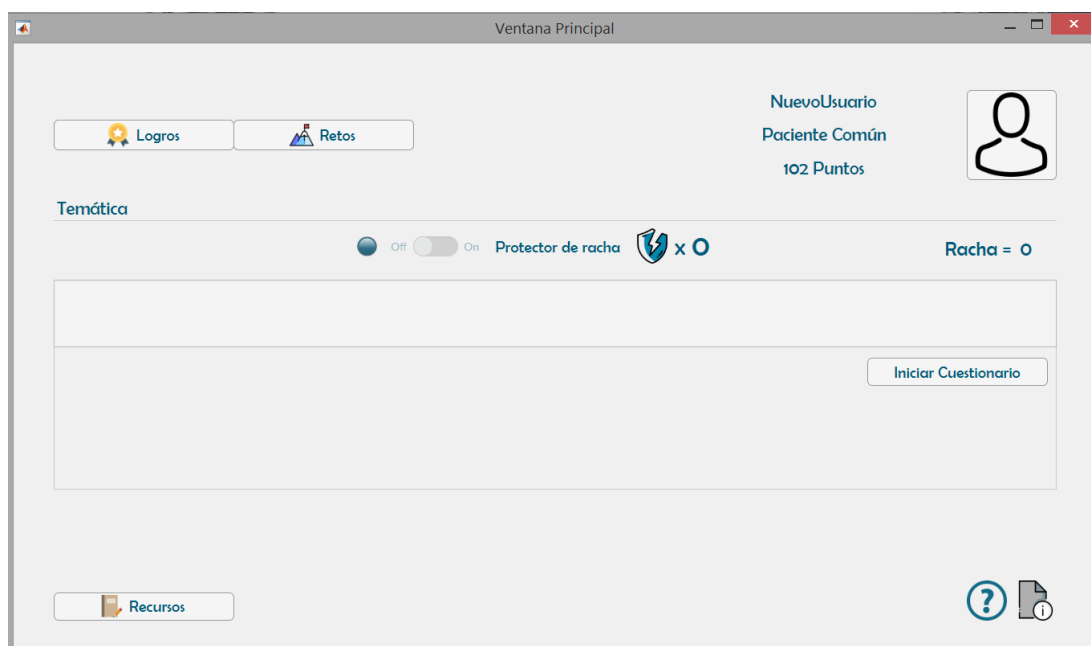 Ventana Principal
NuevoUsuario
Logros
Retos
Paciente Común
102 Puntos
Temática
Off On Protector de racha x 0
Racha = 0
Iniciar Cuestionario
Recursos
?
i